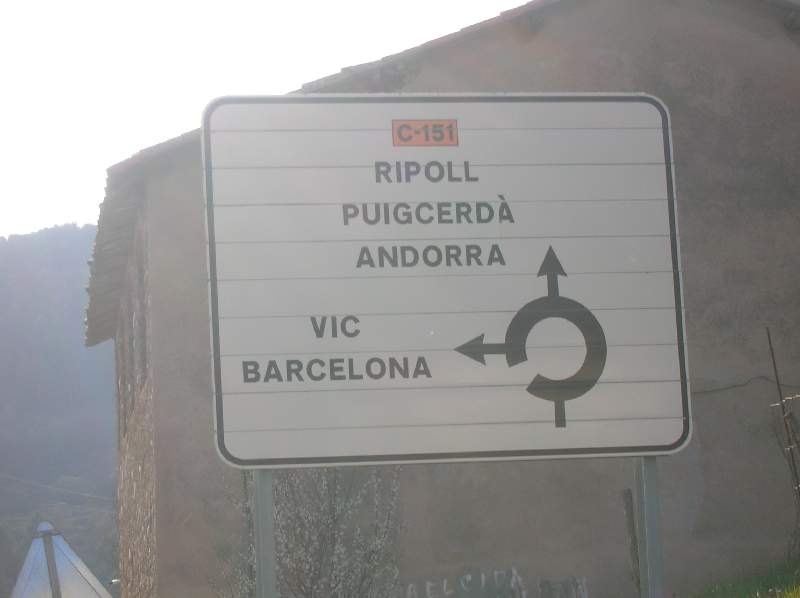 C-151
RIPOLL
PUIGCERDÀ
ANDORRA
VIC
BARCELONA